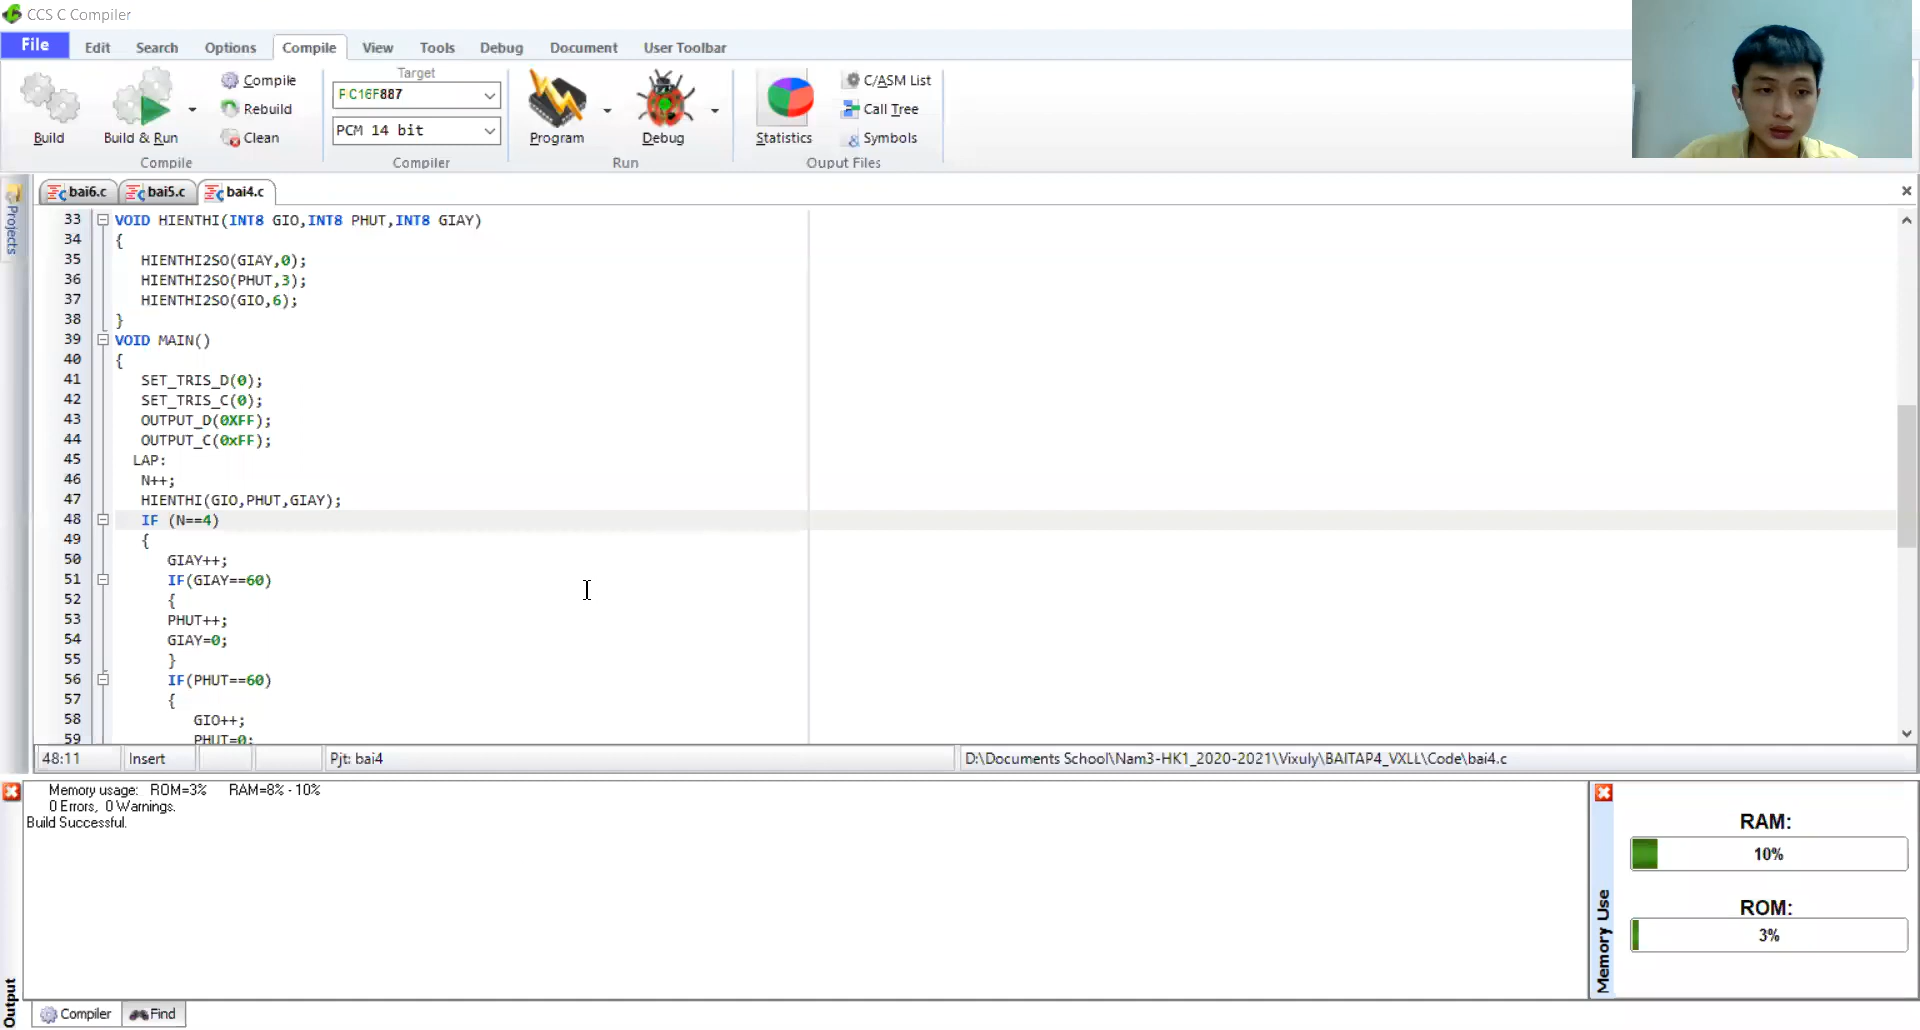 CCS C Compiler
File Edit Search Options Compile View Tools Debug Document User Toolbar
Build
Build & Run
Compile
Rebuild
Clean
Compile
Target
PIC16F887
PCM 14 bit
Compiler
Program
Debug
Run
Statistics
C/ASM List
Call Tree
Symbols
Ouput Files
Projects
bai6.c bai5.c bai4.c
33 VOID HIENTHI(INT8 GIO,INT8 PHUT,INT8 GIAY)
34 {
35 HIENTHI2SO(GIAY,0);
36 HIENTHI2SO(PHUT,3);
37 HIENTHI2SO(GIO,6);
38 }
39 VOID MAIN()
40 {
41 SET_TRIS_D(0);
42 SET_TRIS_C(0);
43 OUTPUT_D(0XFF);
44 OUTPUT_C(0xFF);
45 LAP:
46 N++;
47 HIENTHI(GIO,PHUT,GIAY);
48 IF (N==4)
49 {
50 GIAY++;
51 IF(GIAY==60)
52 {
53 PHUT++;
54 GIAY=0;
55 }
56 IF(PHUT==60)
57 {
58 GIO++;
59 PHUT=0;
48:11 Insert Pjt: bai4 D:\Documents School\Nam3-HK1_2020-2021\Vixuly\BAITAP4_VXLL\Code\bai4.c
Memory usage: ROM=3% RAM=8% - 10%
0 Errors, 0 Warnings.
Build Successful.
Output
Compiler Find
Memory Use
RAM:
10%
ROM:
3%